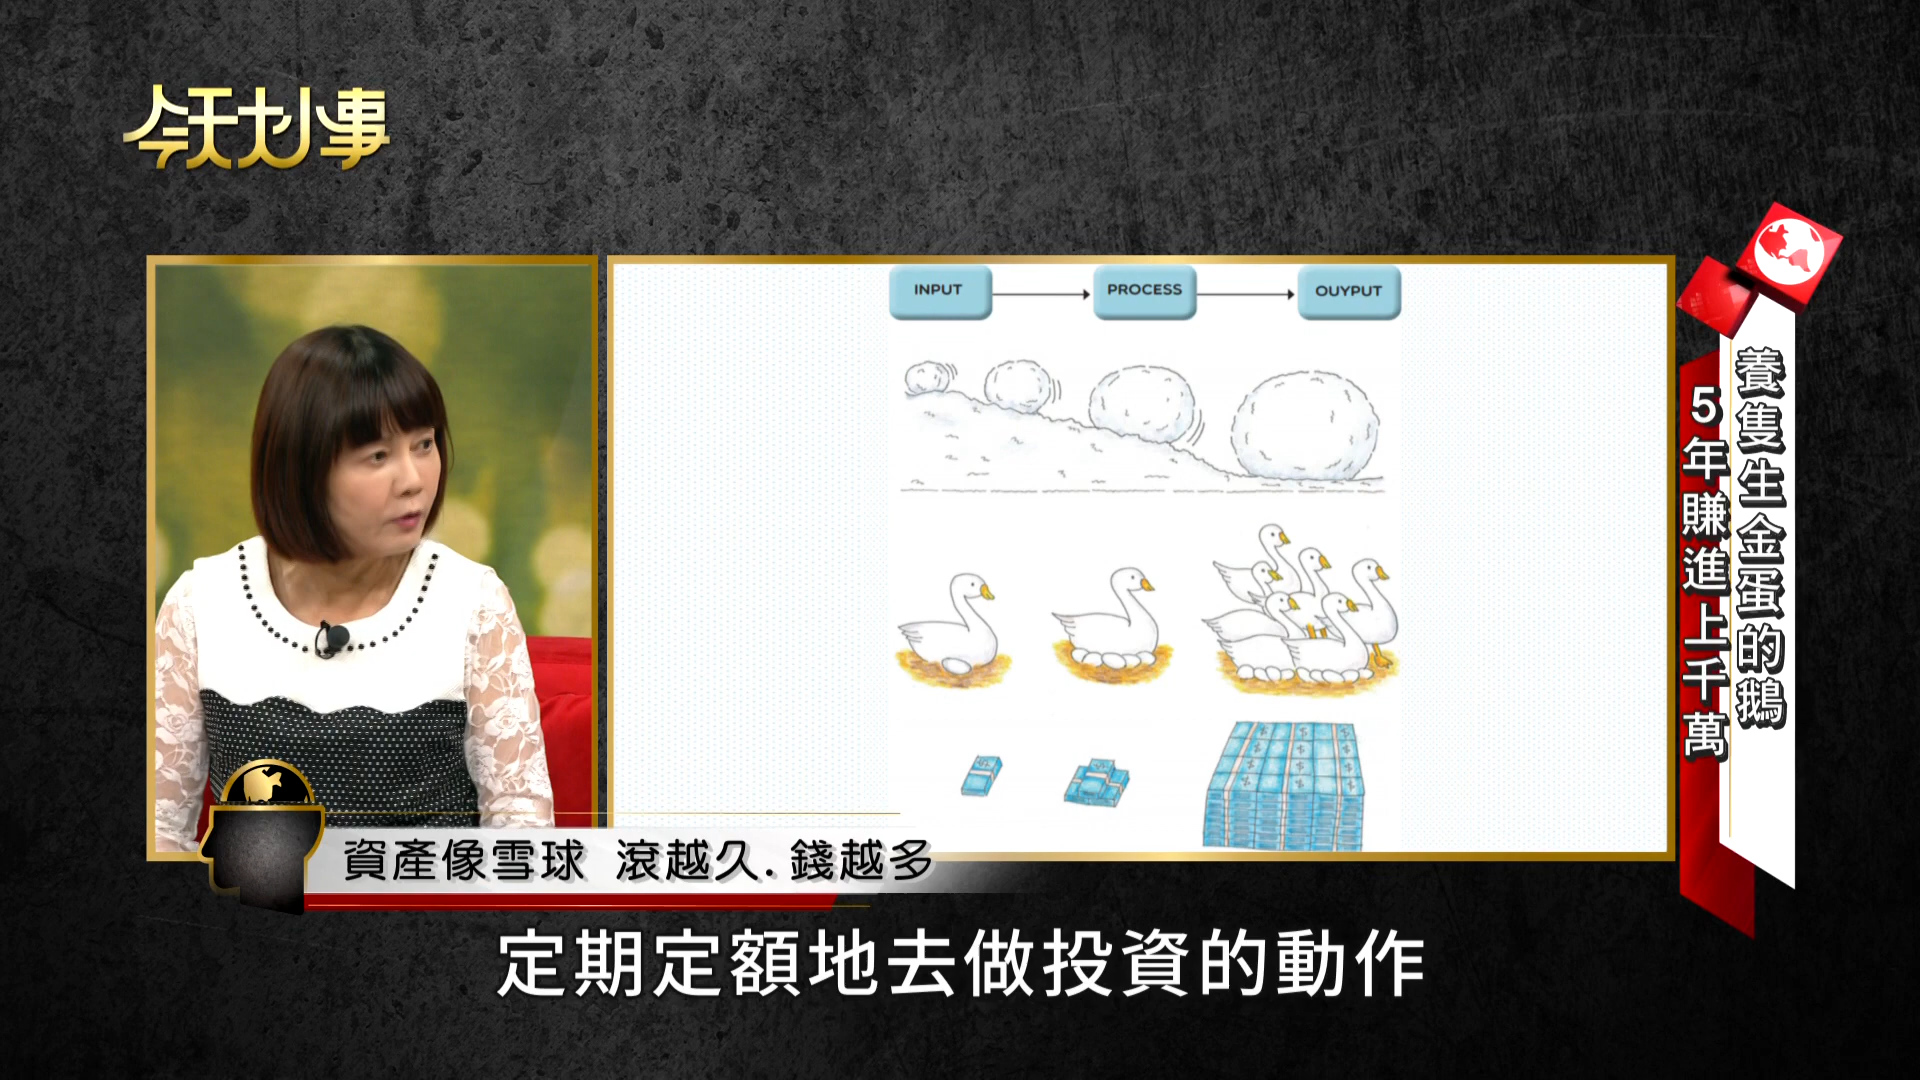 今天大小事
INPUT
PROCESS
OUYPUT
養隻生金蛋的鵝
5年賺進上千萬
資產像雪球 滾越久.錢越多
定期定額地去做投資的動作